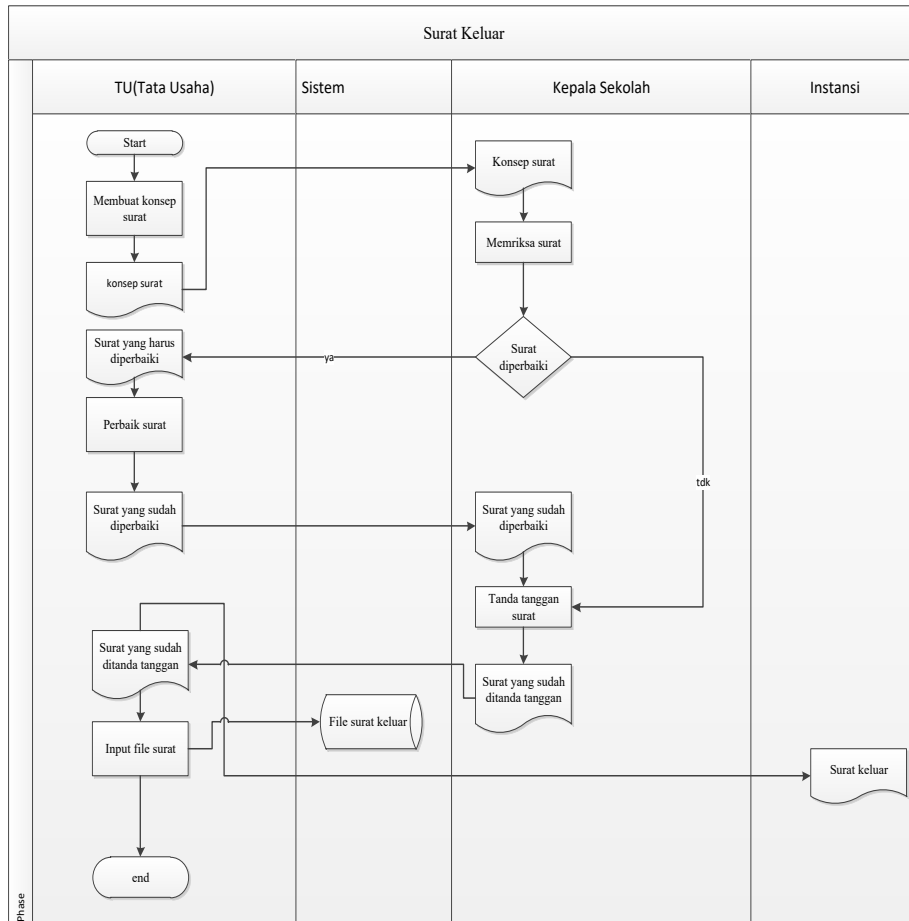 Surat Keluar
TU(Tata Usaha)
Sistem
Kepala Sekolah
Instansi
Start
Membuat konsep
surat
konsep surat
Konsep surat
Memriksa surat
Surat
diperbaiki
ya
tdk
Surat yang harus
diperbaiki
Perbaik surat
Surat yang sudah
diperbaiki
Surat yang sudah
diperbaiki
Tanda tanggan
surat
Surat yang sudah
ditanda tanggan
Surat yang sudah
ditanda tanggan
Input file surat
File surat keluar
Surat keluar
end
Phase